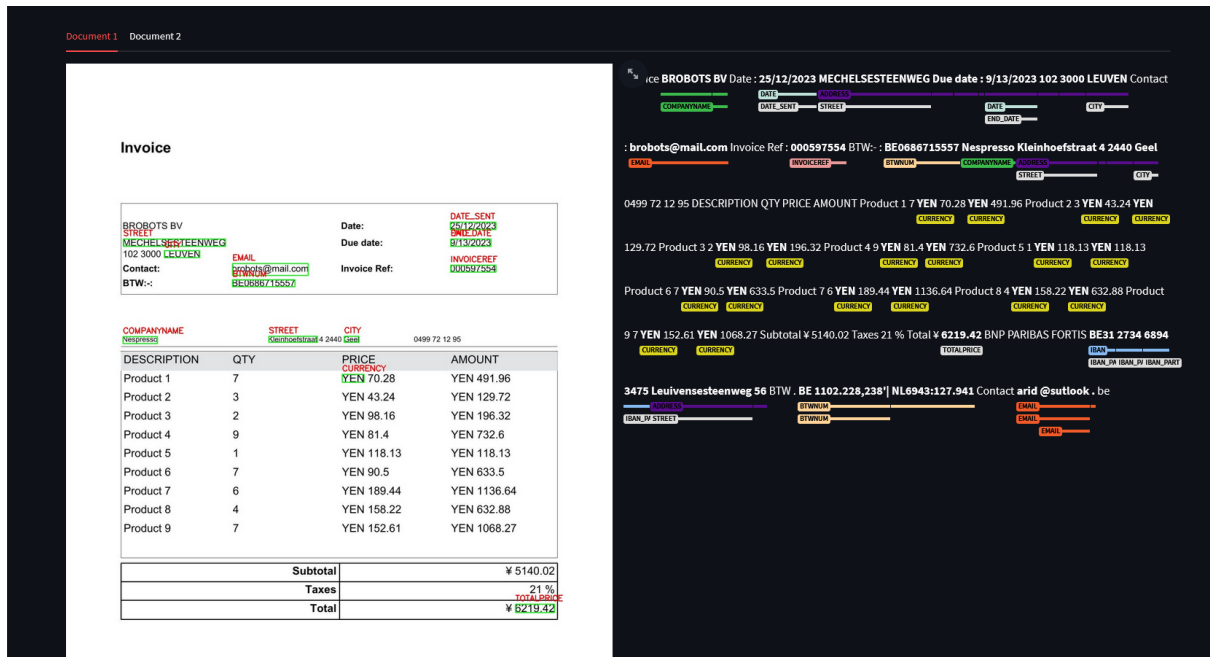 Document 1 Document 2
Invoice
BROBOTS BV Date: DATE_SENT 25/12/2023
STREET
MECHELSESTEENWEG Due date: 9/13/2023
102 3000 LEUVEN
Contact: EMAIL brobots@mail.com Invoice Ref: INVOICEREF 000597554
BTW:-: BTWNUM BE0686715557
COMPANYNAME STREET CITY
Nespresso Kleinhoefstraat 4 2440 Geel 0499 72 12 95
DESCRIPTION QTY PRICE AMOUNT
CURRENCY
Product 1 7 YEN 70.28 YEN 491.96
Product 2 3 YEN 43.24 YEN 129.72
Product 3 2 YEN 98.16 YEN 196.32
Product 4 9 YEN 81.4 YEN 732.6
Product 5 1 YEN 118.13 YEN 118.13
Product 6 7 YEN 90.5 YEN 633.5
Product 7 6 YEN 189.44 YEN 1136.64
Product 8 4 YEN 158.22 YEN 632.88
Product 9 7 YEN 152.61 YEN 1068.27
Subtotal ¥ 5140.02
Taxes 21 %
TOTALPRICE
Total ¥ 6219.42
ice BROBOTS BV Date : 25/12/2023 MECHELSESTEENWEG Due date : 9/13/2023 102 3000 LEUVEN Contact
DATE ADDRESS
COMPANYNAME DATE_SENT STREET DATE CITY
END_DATE
: brobots@mail.com Invoice Ref : 000597554 BTW:- : BE0686715557 Nespresso Kleinhoefstraat 4 2440 Geel
EMAIL INVOICEREF BTWNUM COMPANYNAME ADDRESS
STREET CITY
0499 72 12 95 DESCRIPTION QTY PRICE AMOUNT Product 1 7 YEN 70.28 YEN 491.96 Product 2 3 YEN 43.24 YEN
CURRENCY CURRENCY CURRENCY CURRENCY
129.72 Product 3 2 YEN 98.16 YEN 196.32 Product 4 9 YEN 81.4 YEN 732.6 Product 5 1 YEN 118.13 YEN 118.13
CURRENCY CURRENCY CURRENCY CURRENCY CURRENCY CURRENCY
Product 6 7 YEN 90.5 YEN 633.5 Product 7 6 YEN 189.44 YEN 1136.64 Product 8 4 YEN 158.22 YEN 632.88 Product
CURRENCY CURRENCY CURRENCY CURRENCY CURRENCY CURRENCY
9 7 YEN 152.61 YEN 1068.27 Subtotal ¥ 5140.02 Taxes 21 % Total ¥ 6219.42 BNP PARIBAS FORTIS BE31 2734 6894
CURRENCY CURRENCY TOTALPRICE IBAN
IBAN_PA IBAN_PA IBAN_PART
3475 Leuivensesteenweg 56 BTW . BE 1102.228,238'| NL6943:127.941 Contact arid @sutlook . be
ADDRESS BTWNUM EMAIL
IBAN_PA STREET BTWNUM EMAIL
EMAIL